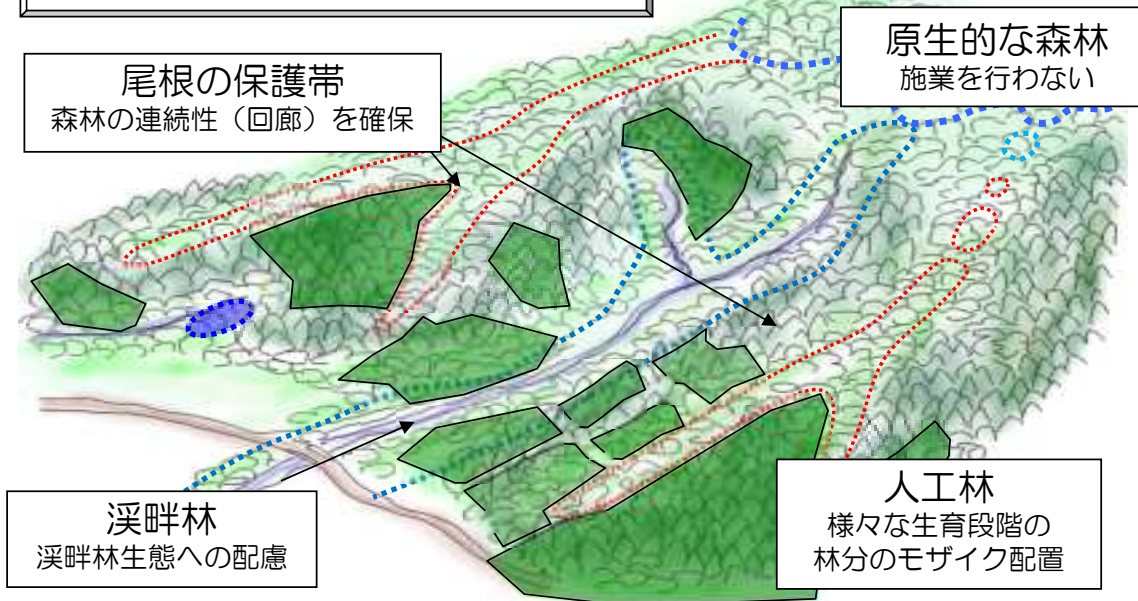 原生的な森林
施業を行わない
尾根の保護帯
森林の連続性（回廊）を確保
渓畔林
渓畔林生態への配慮
人工林
様々な生育段階の
林分のモザイク配置